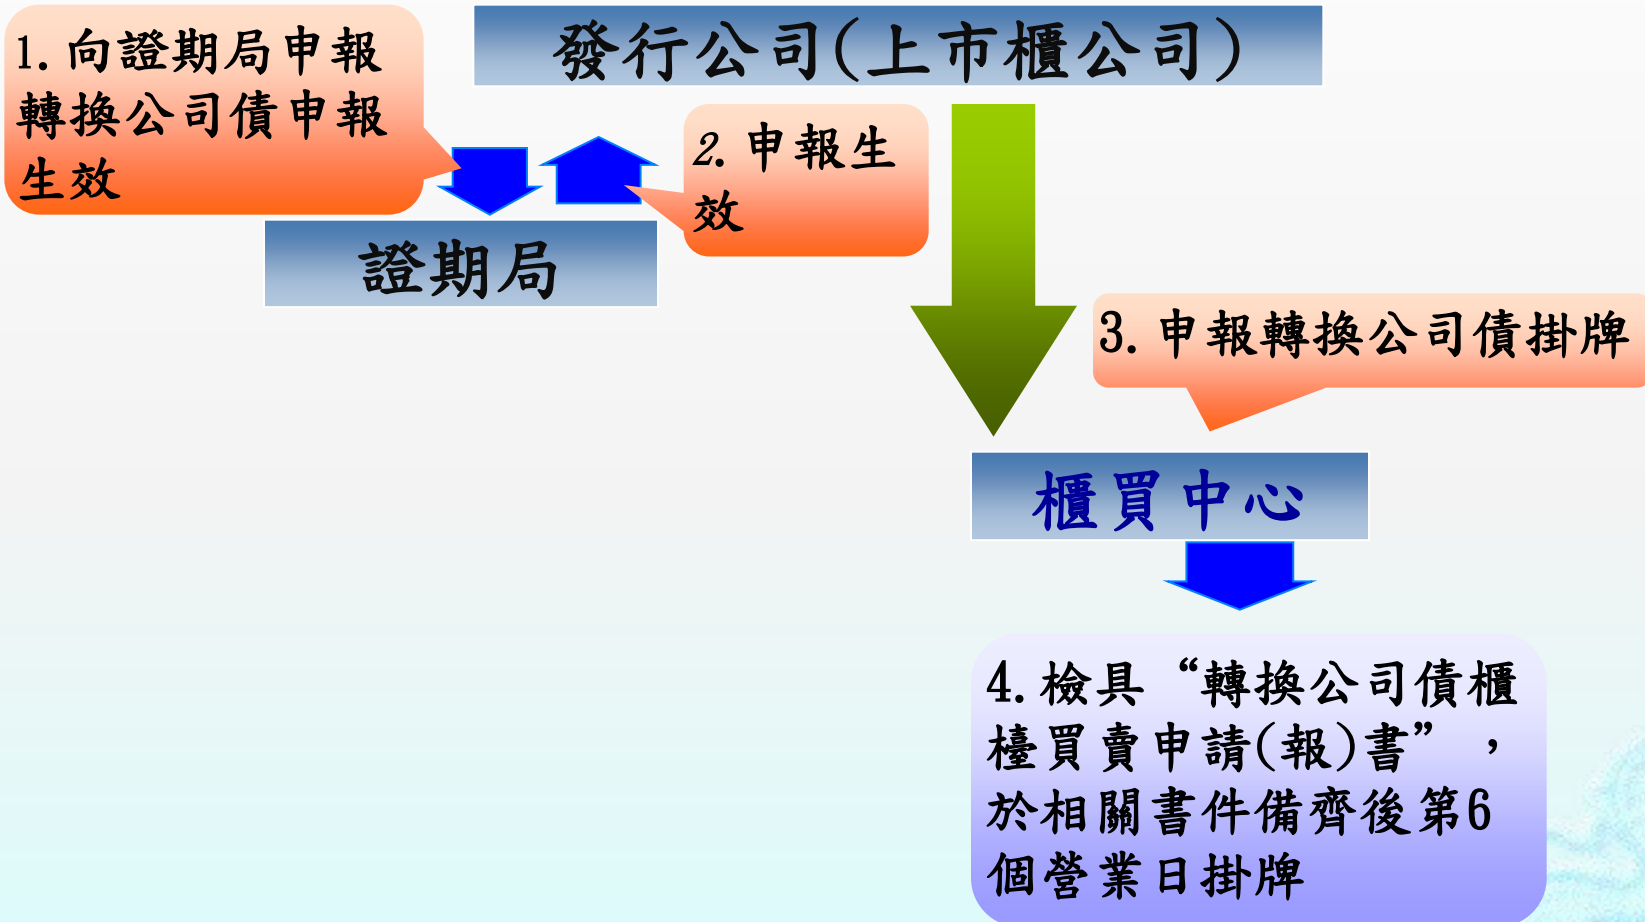 發行公司(上市櫃公司)
1.向證期局申報
轉換公司債申報
生效
2.申報生
效
證期局
3.申報轉換公司債掛牌
櫃買中心
4.檢具“轉換公司債櫃
檯買賣申請(報)書”，
於相關書件備齊後第6
個營業日掛牌